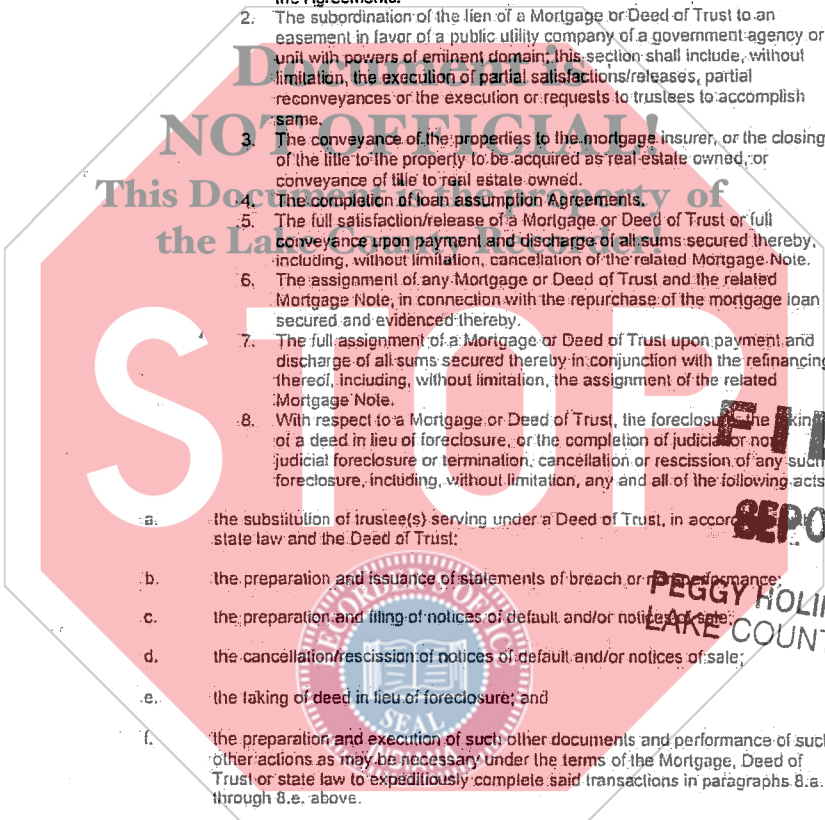 the Agreements.
2. The subordination of the lien of a Mortgage or Deed of Trust to an
easement in favor of a public utility company of a government agency or
unit with powers of eminent domain; this section shall include, without
limitation, the execution of partial satisfactions/releases, partial
reconveyances or the execution or requests to trustees to accomplish
same.
3. The conveyance of the properties to the mortgage insurer, or the closing
of the title to the property to be acquired as real estate owned, or
conveyance of title to real estate owned.
4. The completion of loan assumption Agreements.
5. The full satisfaction/release of a Mortgage or Deed of Trust or full
conveyance upon payment and discharge of all sums secured thereby,
including, without limitation, cancellation of the related Mortgage Note.
6. The assignment of any Mortgage or Deed of Trust and the related
Mortgage Note, in connection with the repurchase of the mortgage loan
secured and evidenced thereby.
7. The full assignment of a Mortgage or Deed of Trust upon payment and
discharge of all sums secured thereby in conjunction with the refinancing
thereof, including, without limitation, the assignment of the related
Mortgage Note.
8. With respect to a Mortgage or Deed of Trust, the foreclosure, the
of a deed in lieu of foreclosure, or the completion of judicial or non-
judicial foreclosure or termination, cancellation or rescission of any such
foreclosure, including, without limitation, any and all of the following acts
a. the substitution of trustee(s) serving under a Deed of Trust, in
state law and the Deed of Trust;
b. the preparation and issuance of statements of breach or non-performance;
c. the preparation and filing of notices of default and/or notices of sale;
d. the cancellation/rescission of notices of default and/or notices of sale;
e. the taking of deed in lieu of foreclosure; and
f. the preparation and execution of such other documents and performance of such
other actions as may be necessary under the terms of the Mortgage, Deed of
Trust or state law to expeditiously complete said transactions in paragraphs 8.a.
through 8.e. above.
Document is
NOT OFFICIAL!
This Document is the property of
the Lake County Recorder!
STOP
PEGGY
LAKE
RECORDER'S OFFICE
SEAL
INDIANA